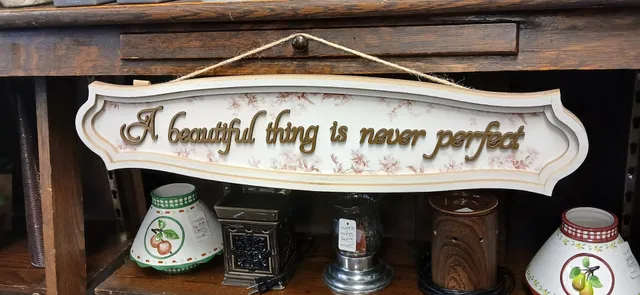 A beautiful thing is never perfect